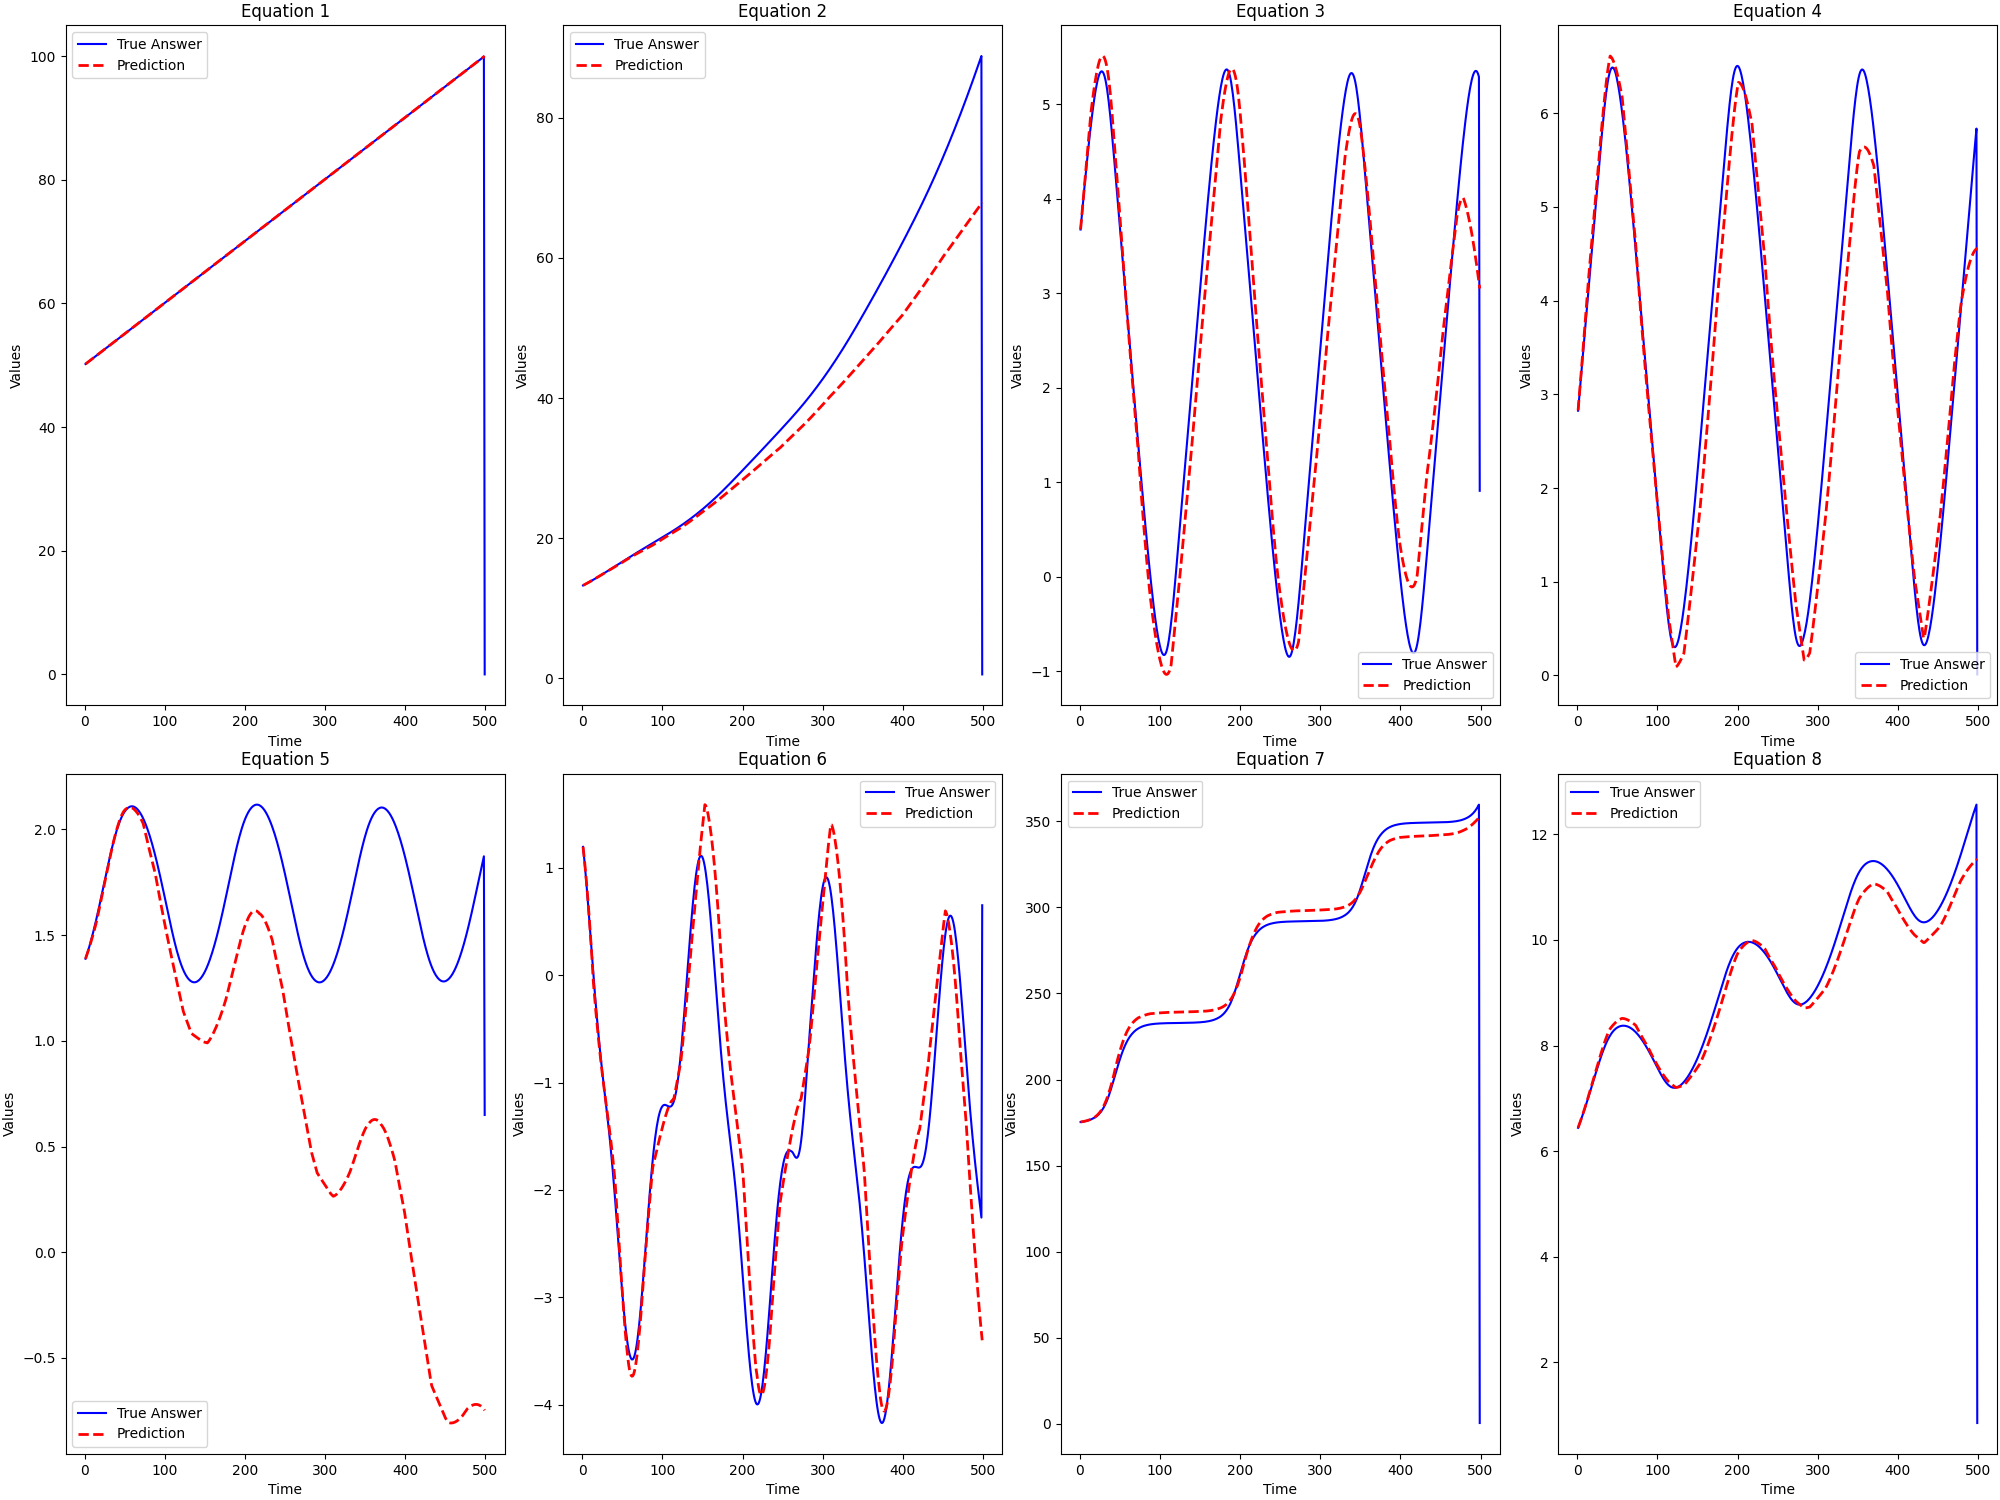 Equation 1
True Answer
Prediction
100
80
60
40
20
0
Values
0 100 200 300 400 500
Time
Equation 2
True Answer
Prediction
80
60
40
20
0
Values
0 100 200 300 400 500
Time
Equation 3
5
4
3
2
1
0
−1
Values
True Answer
Prediction
0 100 200 300 400 500
Time
Equation 4
6
5
4
3
2
1
0
Values
True Answer
Prediction
0 100 200 300 400 500
Time
Equation 5
2.0
1.5
1.0
0.5
0.0
−0.5
Values
True Answer
Prediction
0 100 200 300 400 500
Time
Equation 6
True Answer
Prediction
1
0
−1
−2
−3
−4
Values
0 100 200 300 400 500
Time
Equation 7
True Answer
Prediction
350
300
250
200
150
100
50
0
Values
0 100 200 300 400 500
Time
Equation 8
True Answer
Prediction
12
10
8
6
4
2
Values
0 100 200 300 400 500
Time